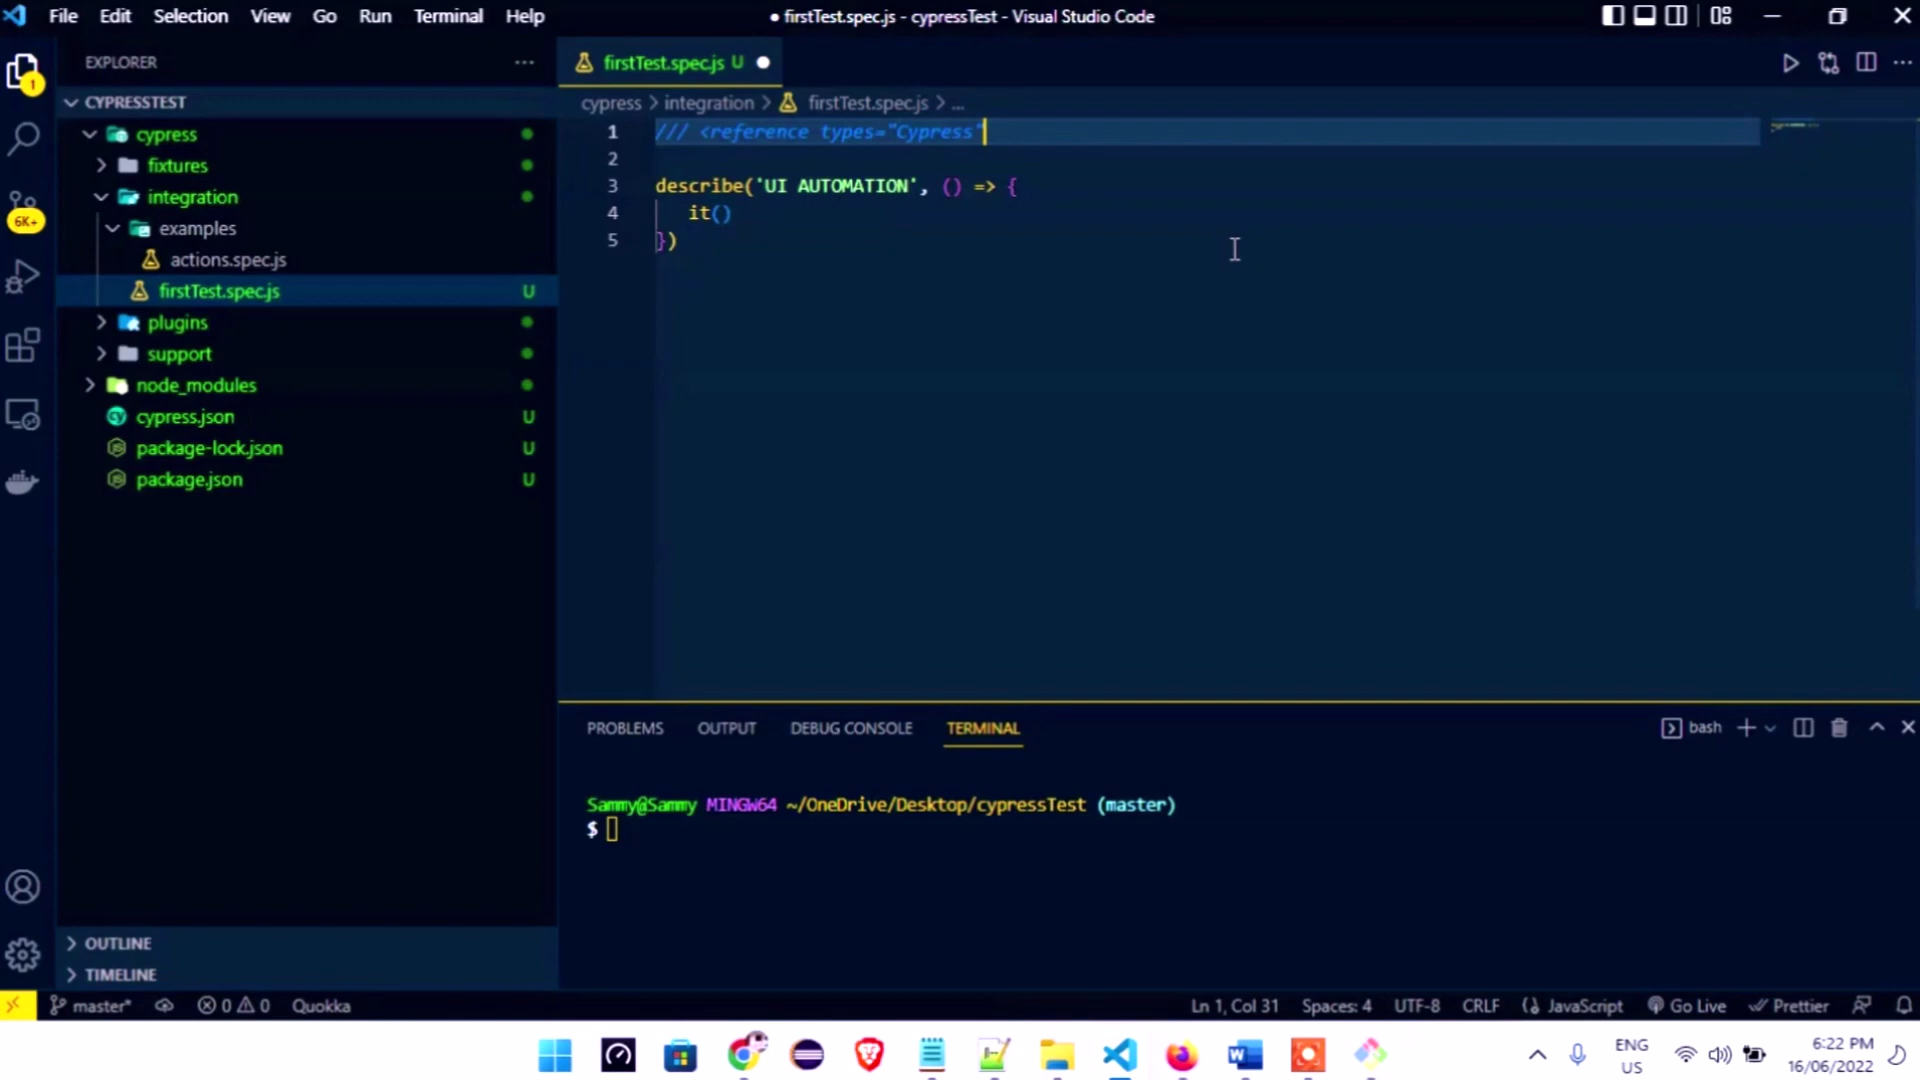 File Edit Selection View Go Run Terminal Help
● firstTest.spec.js - cypressTest - Visual Studio Code
EXPLORER
firstTest.spec.js U
1
CYPRESSTEST
cypress > integration > firstTest.spec.js > ...
cypress
fixtures
integration
6K+
examples
actions.spec.js
firstTest.spec.js U
plugins
support
node_modules
cypress.json U
package-lock.json U
package.json U
OUTLINE
TIMELINE
1 /// <reference types="Cypress"
2
3 describe('UI AUTOMATION', () => {
4 it()
5 })
PROBLEMS OUTPUT DEBUG CONSOLE TERMINAL
bash
Sammy@Sammy MINGW64 ~/OneDrive/Desktop/cypressTest (master)
$
master* 0 0 Quokka
Ln 1, Col 31 Spaces: 4 UTF-8 CRLF JavaScript Go Live Prettier
ENG
US
6:22 PM
16/06/2022